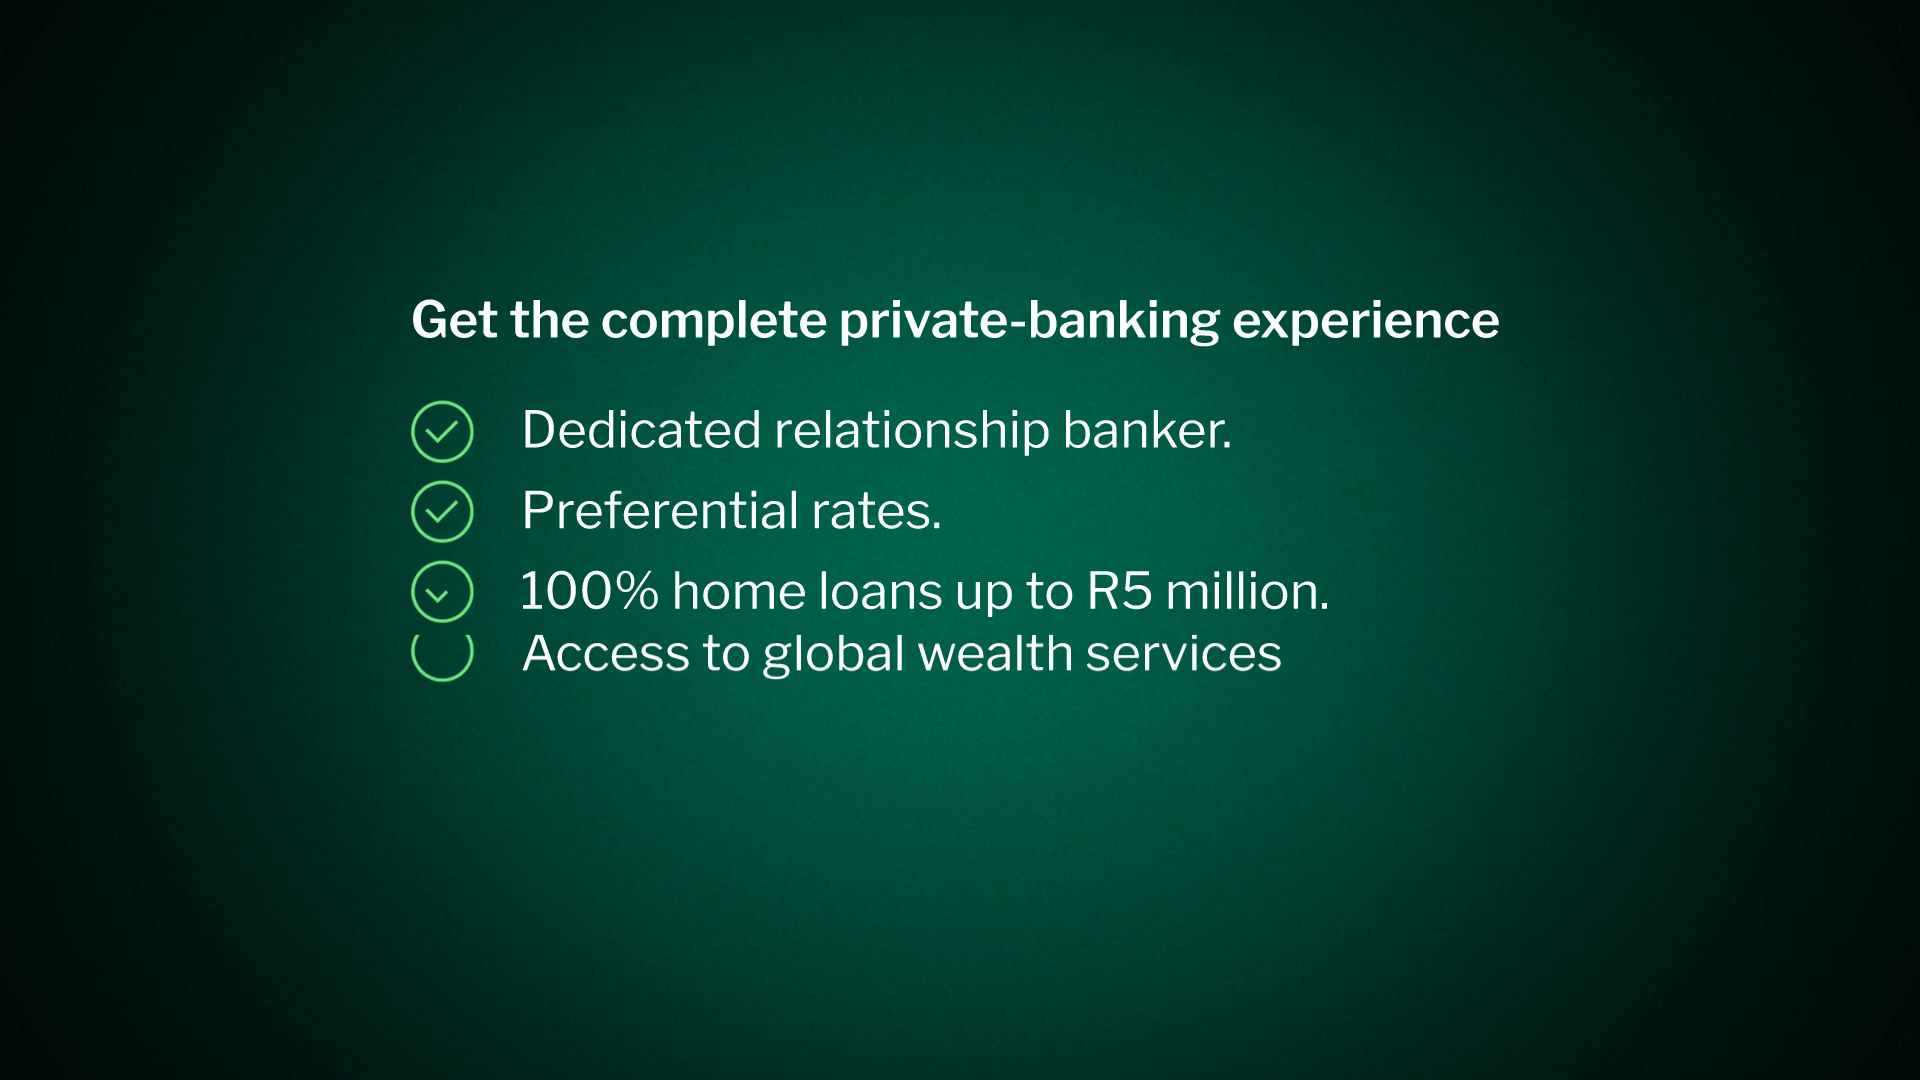 Get the complete private-banking experience
Dedicated relationship banker.
Preferential rates.
100% home loans up to R5 million.
Access to global wealth services